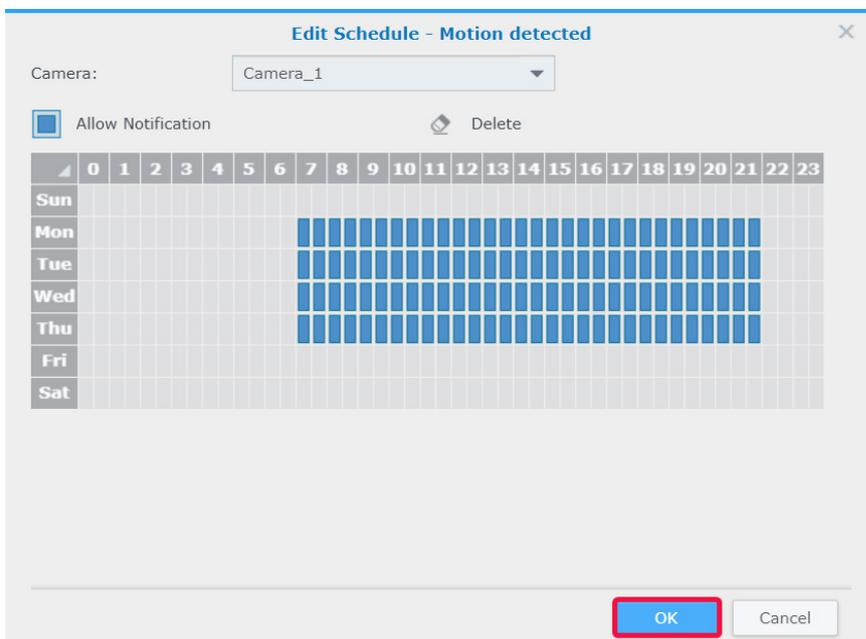 Edit Schedule - Motion detected
Camera: Camera_1
Allow Notification Delete
0 1 2 3 4 5 6 7 8 9 10 11 12 13 14 15 16 17 18 19 20 21 22 23
Sun
Mon
Tue
Wed
Thu
Fri
Sat
OK Cancel